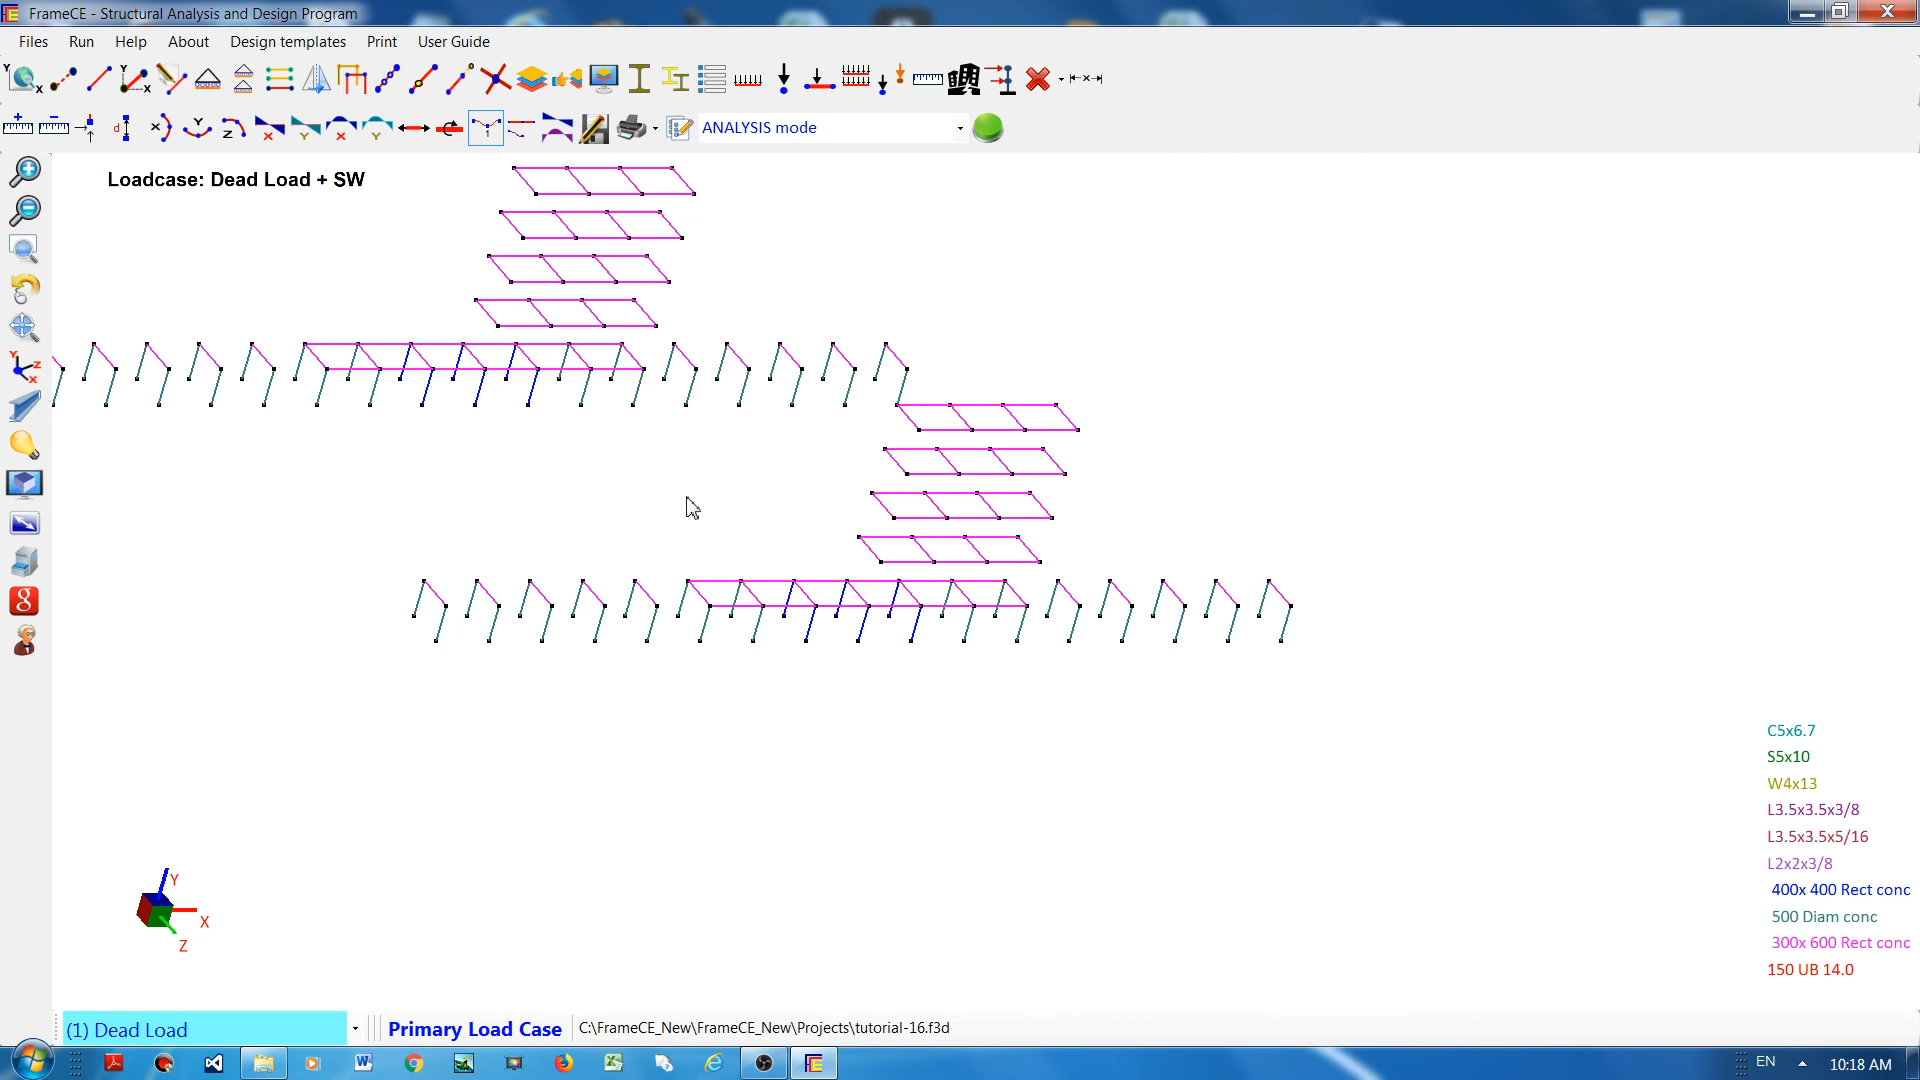 FrameCE - Structural Analysis and Design Program
Files Run Help About Design templates Print User Guide
ANALYSIS mode
Loadcase: Dead Load + SW
C5x6.7
S5x10
W4x13
L3.5x3.5x3/8
L3.5x3.5x5/16
L2x2x3/8
400x 400 Rect conc
500 Diam conc
300x 600 Rect conc
150 UB 14.0
Y
X
Z
(1) Dead Load Primary Load Case C:\FrameCE_New\FrameCE_New\Projects\tutorial-16.f3d
EN 10:18 AM